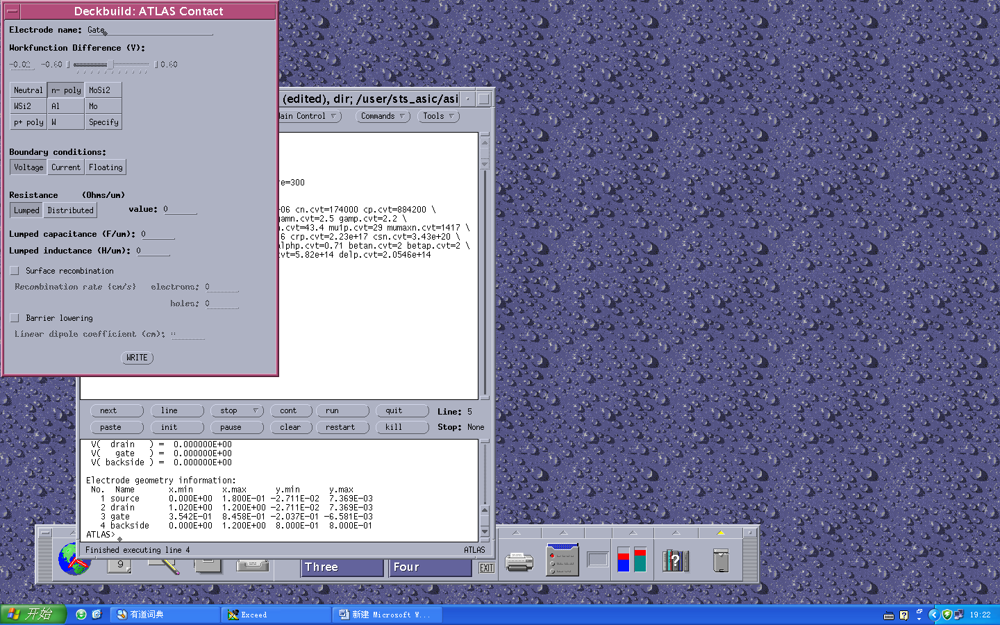 Deckbuild: ATLAS Contact
Electrode name: Gate
Workfunction Difference (V):
-0.60 0.60
Neutral n- poly MoSi2
WSi2 Al Mo
p+ poly W Specify
Boundary conditions:
Voltage Current Floating
Resistance (Ohms/um)
Lumped Distributed value: 0
Lumped capacitance (F/um): 0
Lumped inductance (H/um): 0
Surface recombination
Recombination rate (cm/s) electrons: 0
holes: 0
Barrier lowering
Linear dipole coefficient (cm):
WRITE
(edited), dir; /user/sts_asic/asi
ain Control Commands Tools
re=300
+06 cn.cvt=174000 cp.cvt=884200 \
gamn=2.5 gamp=2.2 \
n.cvt=43.4 mu1p.cvt=29 mumaxn.cvt=1417 \
6 crp.cvt=2.23e+17 csn.cvt=3.43e+20 \
alphp.cvt=0.71 betan.cvt=2 betap.cvt=2 \
cvt=5.82e+14 delp.cvt=2.0546e+14
next line stop cont run quit Line: 5
paste init pause clear restart kill Stop: None
V( drain ) = 0.000000E+00
V( gate ) = 0.000000E+00
V( backside ) = 0.000000E+00
Electrode geometry information:
No. Name x.min x.max y.min y.max
1 source 0.000E+00 1.800E-01 -2.711E-02 7.369E-03
2 drain 1.020E+00 1.200E+00 -2.711E-02 7.369E-03
3 gate 3.542E-01 8.458E-01 -2.037E-01 -6.581E-03
4 backside 0.000E+00 1.200E+00 8.000E-01 8.000E-01
ATLAS>
Finished executing line 4 ATLAS
9 Three Four EXIT ?
开始 有道词典 Exceed 新建 Microsoft W... 19:22